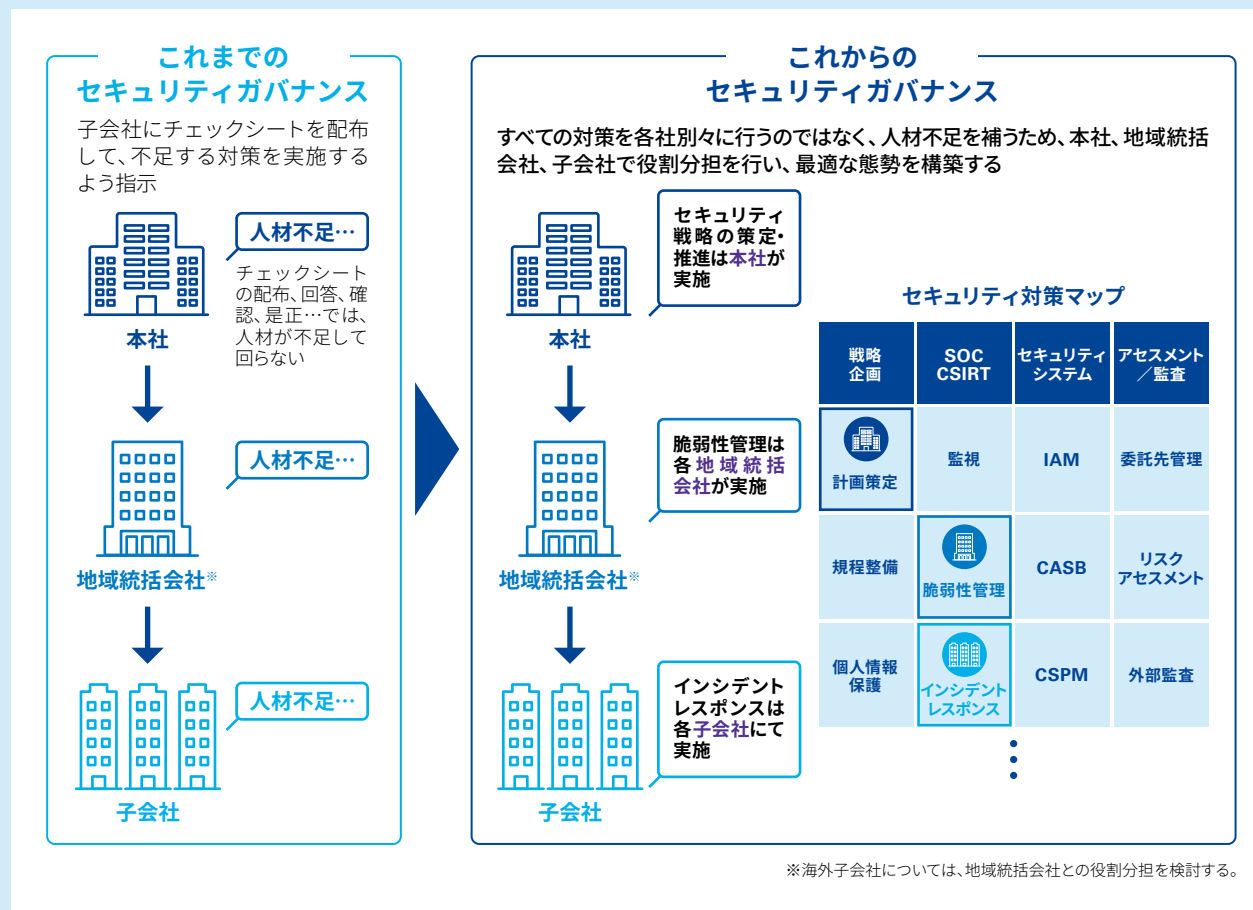 これまでの
セキュリティガバナンス
子会社にチェックシートを配布
して、不足する対策を実施する
よう指示
人材不足…
チェックシート
の配布、回答、確
認、是正…では、
人材が不足して
回らない
本社
人材不足…
地域統括会社※
人材不足…
子会社
これからの
セキュリティガバナンス
すべての対策を各社別々に行うのではなく、人材不足を補うため、本社、地域統括
会社、子会社で役割分担を行い、最適な態勢を構築する
セキュリティ
戦略の策定・
推進は本社が
実施
本社
脆弱性管理は
各地域統括
会社が実施
地域統括会社※
インシデント
レスポンスは
各子会社にて
実施
子会社
セキュリティ対策マップ
戦略
企画
SOC
CSIRT
セキュリティ
システム
アセスメント
／監査
計画策定
監視
IAM
委託先管理
規程整備
脆弱性管理
CASB
リスク
アセスメント
個人情報
保護
インシデント
レスポンス
CSPM
外部監査
※海外子会社については、地域統括会社との役割分担を検討する。